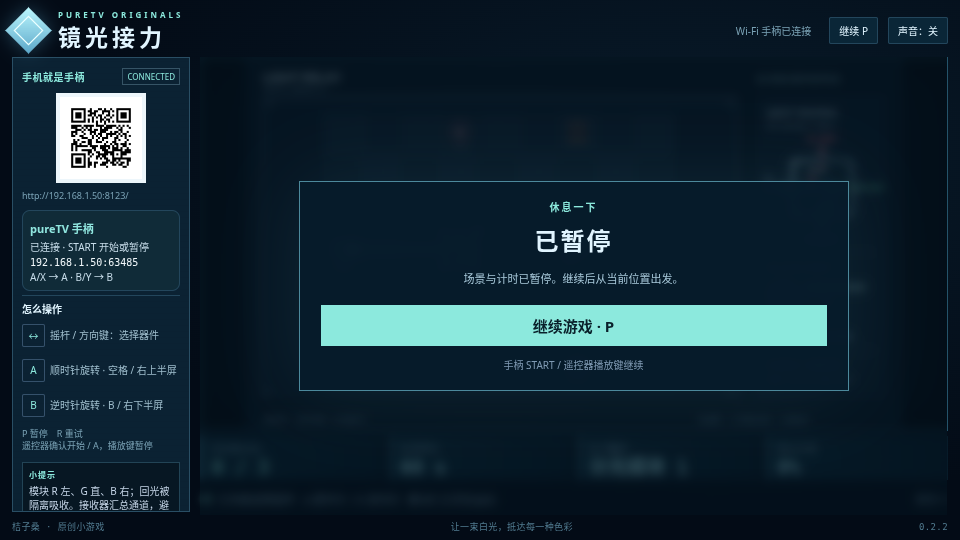 PURETV ORIGINALS
镜光接力
Wi-Fi 手柄已连接
继续 P
声音: 关
手机就是手柄
CONNECTED
http://192.168.1.50:8123/
pureTV 手柄
已连接 · START 开始或暂停
192.168.1.50:63485
A/X → A · B/Y → B
怎么操作
↔ 摇杆 / 方向键: 选择器件
A 顺时针旋转 · 空格 / 右上半屏
B 逆时针旋转 · B / 右下半屏
P 暂停 R 重试
遥控器确认开始 / A，播放键暂停
小提示
模块 R 左、G 直、B 右；回光被
隔离吸收。接收器汇总通道，避
休息一下
已暂停
场景与计时已暂停。继续后从当前位置出发。
继续游戏 · P
手柄 START / 遥控器播放键继续
桔子桑 · 原创小游戏
让一束白光，抵达每一种色彩
0.2.2